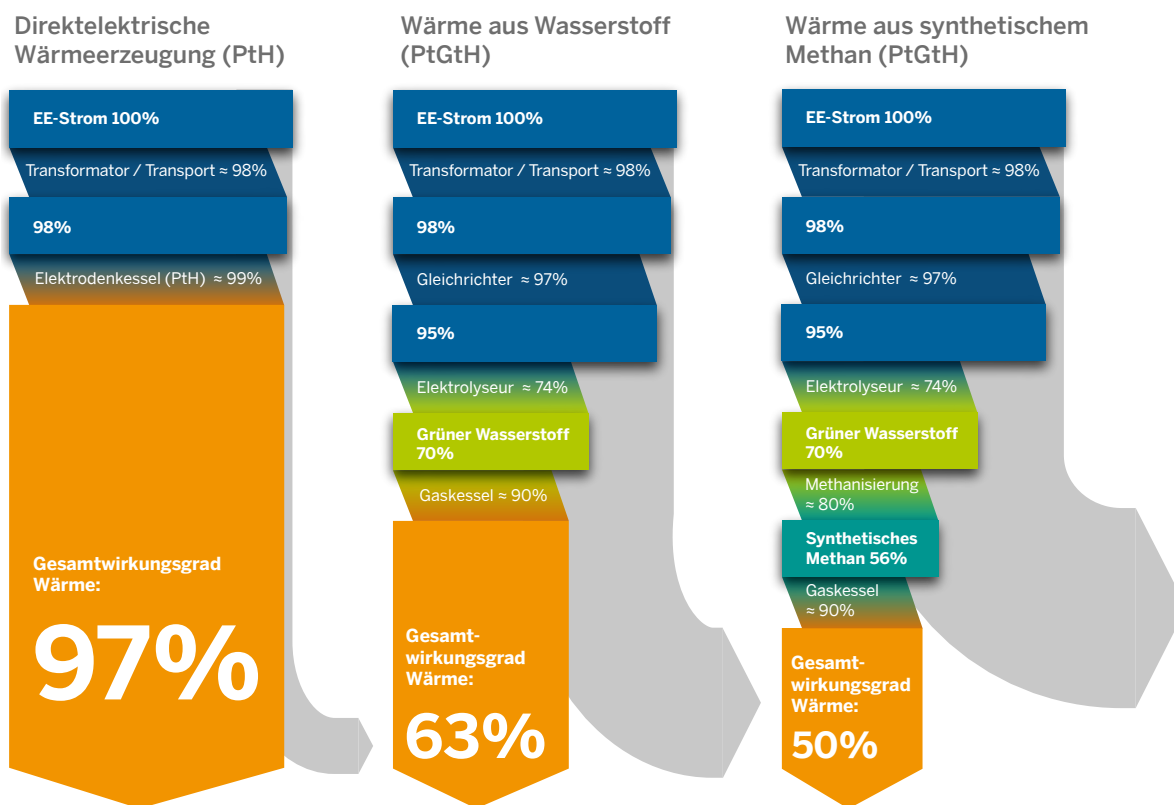 Direktelektrische
Wärmeerzeugung (PtH)
EE-Strom 100%
Transformator / Transport ≈ 98%
98%
Elektrodenkessel (PtH) ≈ 99%
Gesamtwirkungsgrad
Wärme:
97%
Wärme aus Wasserstoff
(PtGtH)
EE-Strom 100%
Transformator / Transport ≈ 98%
98%
Gleichrichter ≈ 97%
95%
Elektrolyseur ≈ 74%
Grüner Wasserstoff
70%
Gaskessel ≈ 90%
Gesamt-
wirkungsgrad
Wärme:
63%
Wärme aus synthetischem
Methan (PtGtH)
EE-Strom 100%
Transformator / Transport ≈ 98%
98%
Gleichrichter ≈ 97%
95%
Elektrolyseur ≈ 74%
Grüner Wasserstoff
70%
Methanisierung
≈ 80%
Synthetisches
Methan 56%
Gaskessel
≈ 90%
Gesamt-
wirkungsgrad
Wärme:
50%